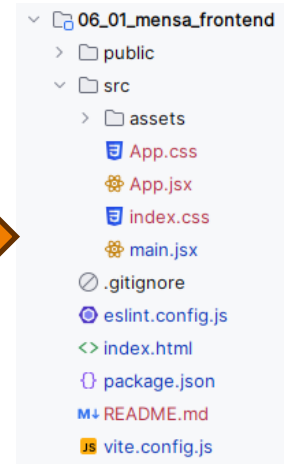 06_01_mensa_frontend
public
src
assets
App.css
App.jsx
index.css
main.jsx
.gitignore
eslint.config.js
<> index.html
{} package.json
M↓ README.md
JS vite.config.js